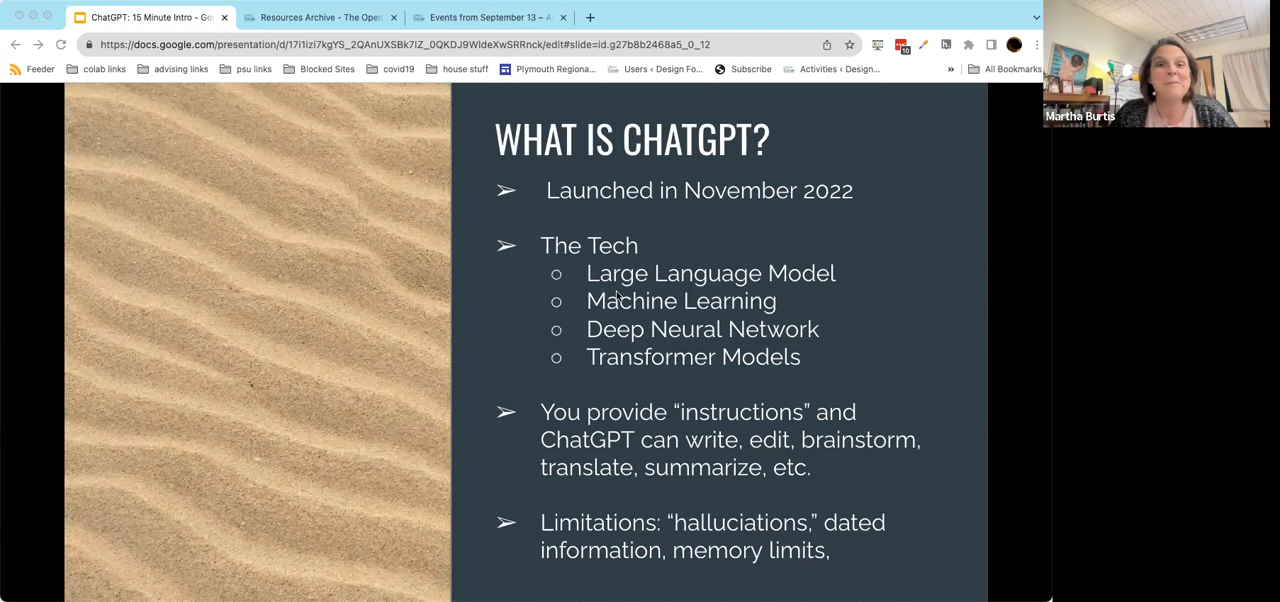 ChatGPT: 15 Minute Intro - Go
Resources Archive - The Open
Events from September 13 – A
https://docs.google.com/presentation/d/17i1izi7kgYS_2QAnUXSBk7lZ_0QKDJ9WldeXwSRRnck/edit#slide=id.g27b8b2468a5_0_12
10
Feeder colab links advising links psu links Blocked Sites covid19 house stuff Plymouth Regiona... Users ‹ Design Fo... Subscribe Activities ‹ Design... » All Bookmarks
Martha Burtis
WHAT IS CHATGPT?
➢ Launched in November 2022
➢ The Tech
○ Large Language Model
○ Machine Learning
○ Deep Neural Network
○ Transformer Models
➢ You provide “instructions” and
ChatGPT can write, edit, brainstorm,
translate, summarize, etc.
➢ Limitations: “halluciations,” dated
information, memory limits,